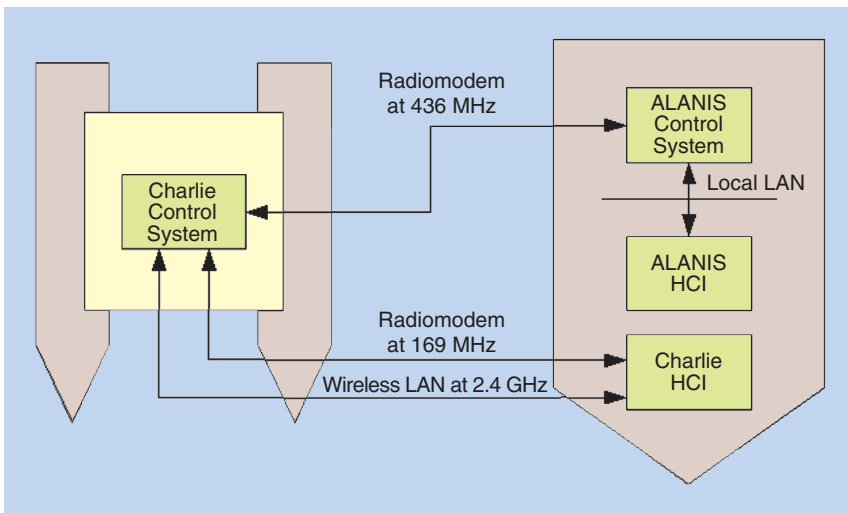 Radiomodem
at 436 MHz
ALANIS
Control
System
Charlie
Control
System
Local LAN
ALANIS
HCI
Radiomodem
at 169 MHz
Charlie
HCI
Wireless LAN at 2.4 GHz